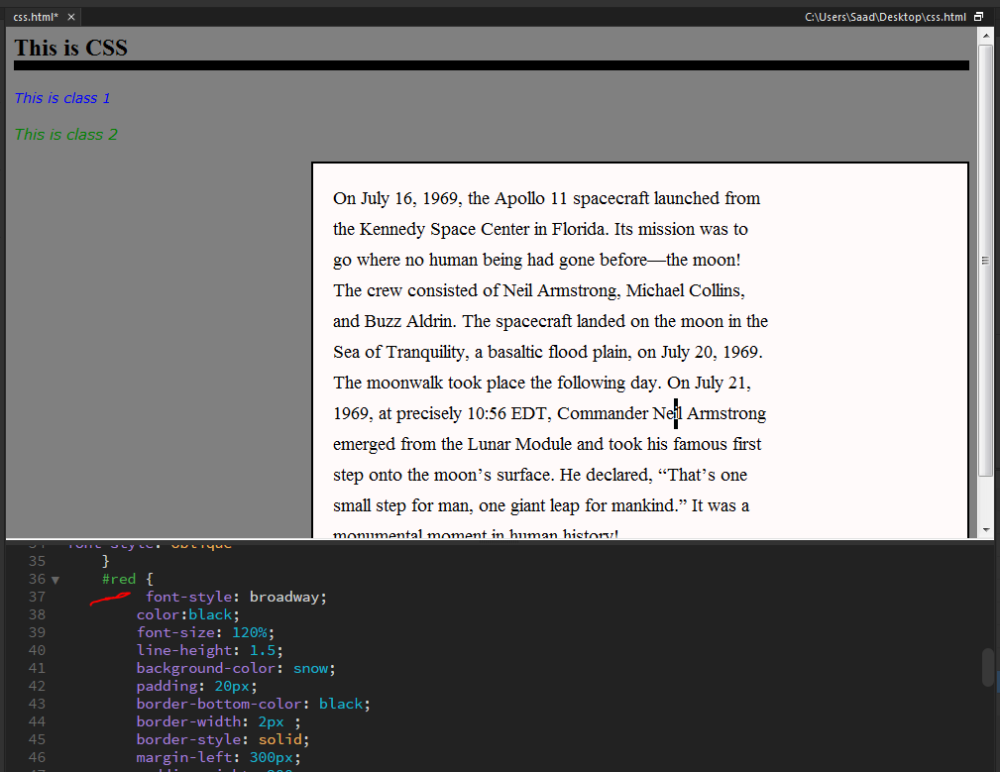 css.html* ×
C:\Users\Saad\Desktop\css.html
This is CSS
This is class 1
This is class 2
On July 16, 1969, the Apollo 11 spacecraft launched from
the Kennedy Space Center in Florida. Its mission was to
go where no human being had gone before—the moon!
The crew consisted of Neil Armstrong, Michael Collins,
and Buzz Aldrin. The spacecraft landed on the moon in the
Sea of Tranquility, a basaltic flood plain, on July 20, 1969.
The moonwalk took place the following day. On July 21,
1969, at precisely 10:56 EDT, Commander Neil Armstrong
emerged from the Lunar Module and took his famous first
step onto the moon’s surface. He declared, “That’s one
small step for man, one giant leap for mankind.” It was a
monumental moment in human history!
34 font-style: oblique
35 }
36 #red {
37 font-style: broadway;
38 color:black;
39 font-size: 120%;
40 line-height: 1.5;
41 background-color: snow;
42 padding: 20px;
43 border-bottom-color: black;
44 border-width: 2px ;
45 border-style: solid;
46 margin-left: 300px;